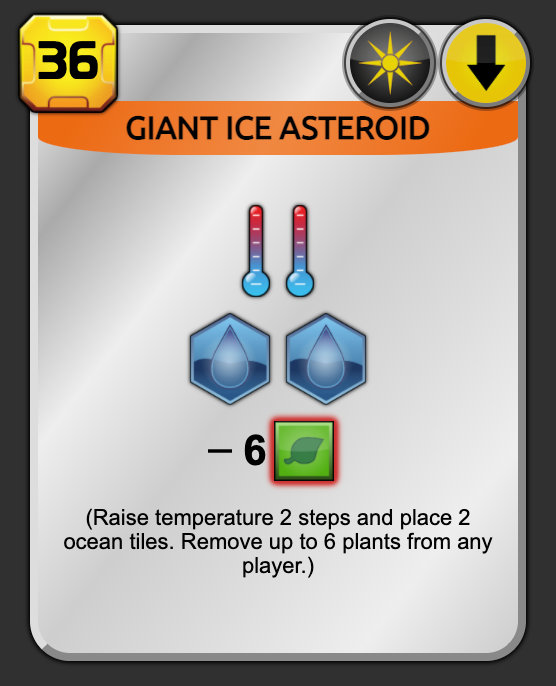 36
GIANT ICE ASTEROID
– 6
(Raise temperature 2 steps and place 2
ocean tiles. Remove up to 6 plants from any
player.)